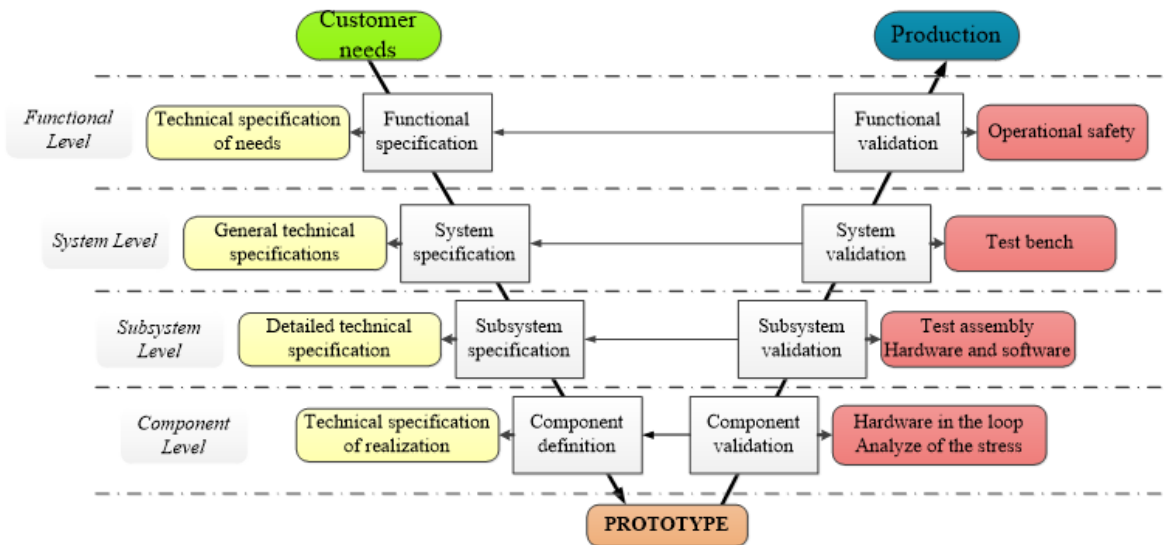 Customer
needs
Production
Functional
Level
Technical specification
of needs
Functional
specification
Functional
validation
Operational safety
System Level
General technical
specifications
System
specification
System
validation
Test bench
Subsystem
Level
Detailed technical
specification
Subsystem
specification
Subsystem
validation
Test assembly
Hardware and software
Component
Level
Technical specification
of realization
Component
definition
Component
validation
Hardware in the loop
Analyze of the stress
PROTOTYPE